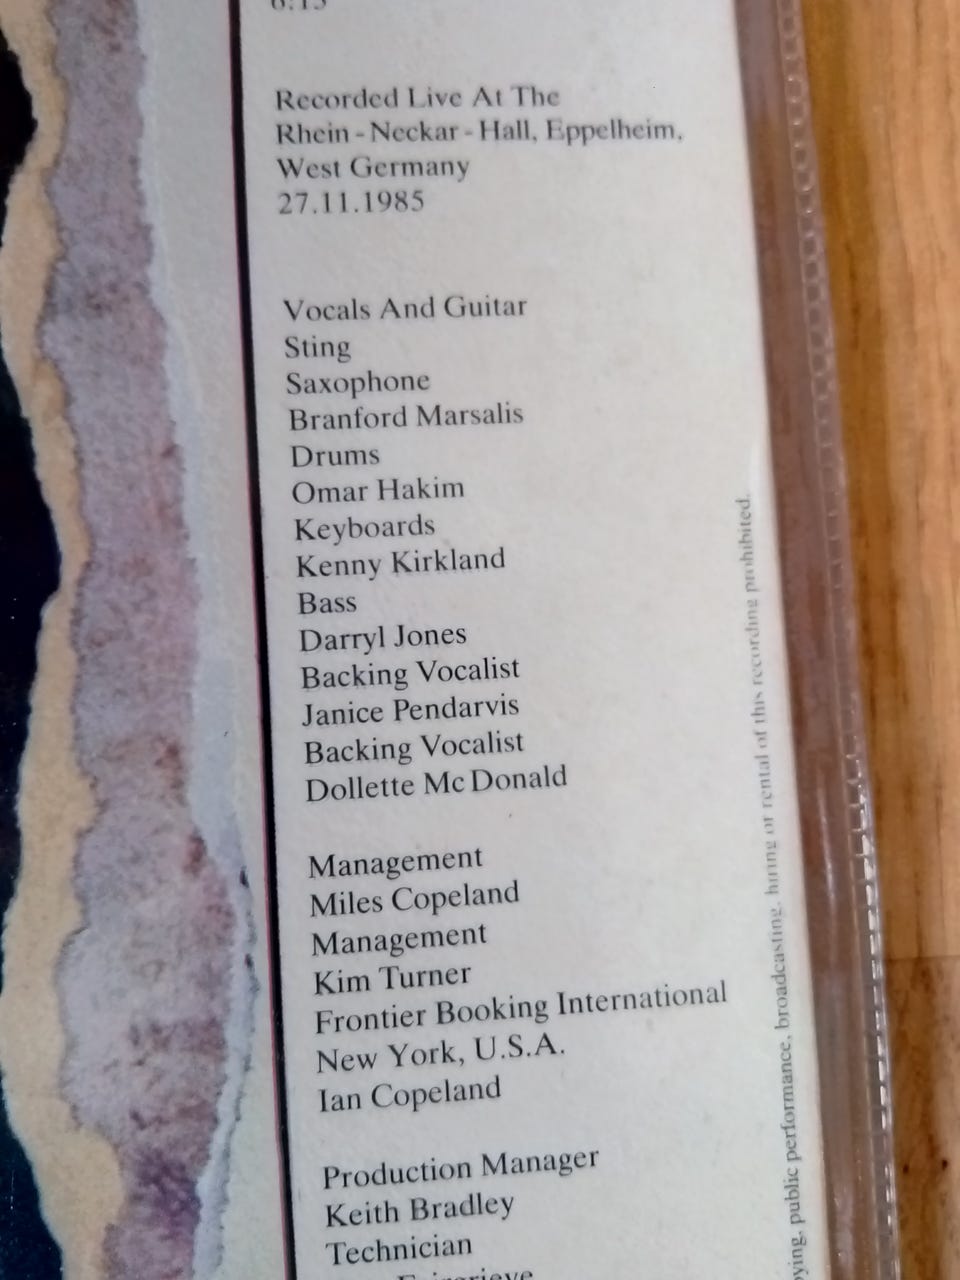 6:15
Recorded Live At The
Rhein - Neckar - Hall, Eppelheim,
West Germany
27.11.1985
Vocals And Guitar
Sting
Saxophone
Branford Marsalis
Drums
Omar Hakim
Keyboards
Kenny Kirkland
Bass
Darryl Jones
Backing Vocalist
Janice Pendarvis
Backing Vocalist
Dollette Mc Donald
Management
Miles Copeland
Management
Kim Turner
Frontier Booking International
New York, U.S.A.
Ian Copeland
Production Manager
Keith Bradley
Technician
public performance, broadcasting, hiring or rental of this recording prohibited.